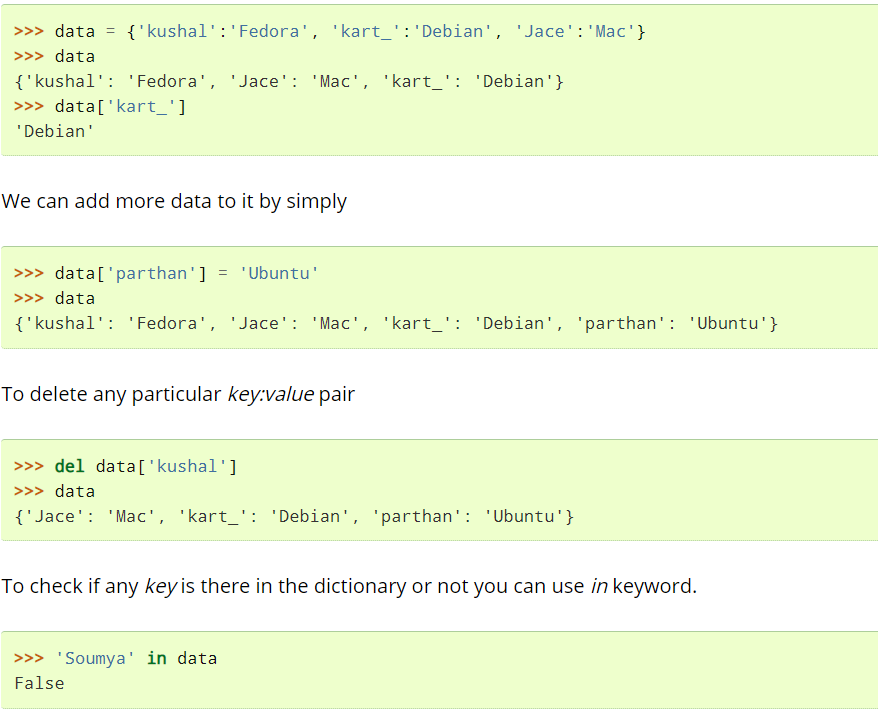 >>> data = {'kushal':'Fedora', 'kart_':'Debian', 'Jace':'Mac'}
>>> data
{'kushal': 'Fedora', 'Jace': 'Mac', 'kart_': 'Debian'}
>>> data['kart_']
'Debian'
We can add more data to it by simply
>>> data['parthan'] = 'Ubuntu'
>>> data
{'kushal': 'Fedora', 'Jace': 'Mac', 'kart_': 'Debian', 'parthan': 'Ubuntu'}
To delete any particular key:value pair
>>> del data['kushal']
>>> data
{'Jace': 'Mac', 'kart_': 'Debian', 'parthan': 'Ubuntu'}
To check if any key is there in the dictionary or not you can use in keyword.
>>> 'Soumya' in data
False